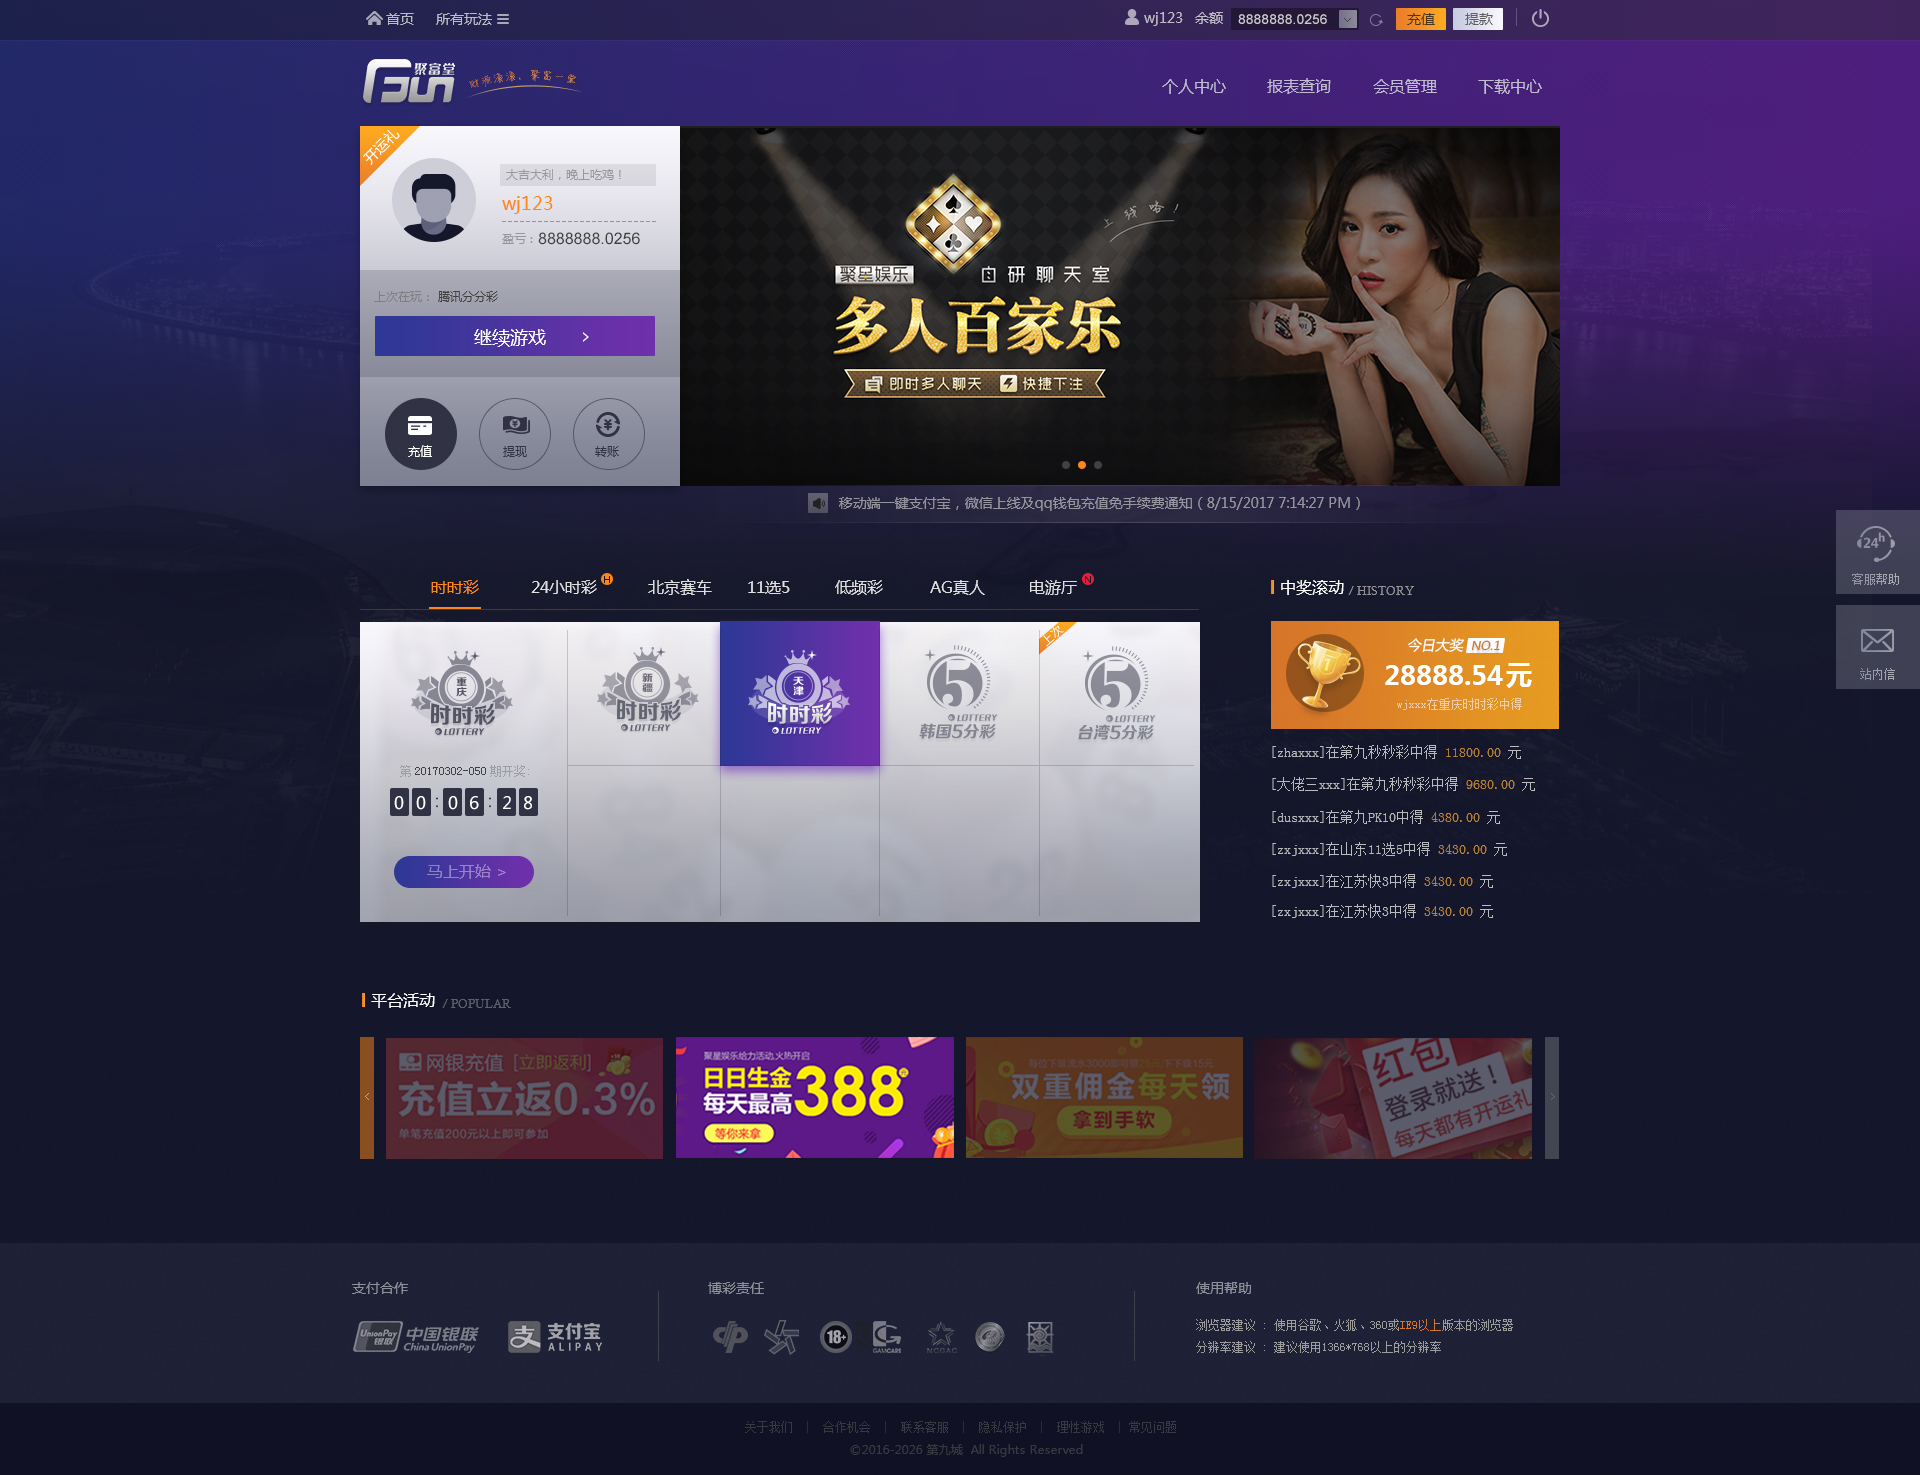 首页
所有玩法
wj123
余额
8888888.0256
充值
提款
聚富堂
财源滚滚,聚富一堂
个人中心
报表查询
会员管理
下载中心
开运礼
大吉大利,晚上吃鸡!
wj123
盈亏: 8888888.0256
上次在玩: 腾讯分分彩
继续游戏 >
充值
提现
转账
上线咯!
聚星娱乐
自研聊天室
多人百家乐
即时多人聊天
快捷下注
移动端一键支付宝,微信上线及qq钱包充值免手续费通知 ( 8/15/2017 7:14:27 PM )
24h
客服帮助
站内信
时时彩
24小时彩 H
北京赛车
11选5
低频彩
AG真人
电游厅 N
重庆
时时彩
LOTTERY
第 20170302-050 期开奖:
00:06:28
马上开始 >
新疆
时时彩
LOTTERY
天津
时时彩
LOTTERY
5
LOTTERY
韩国5分彩
上次
5
LOTTERY
台湾5分彩
中奖滚动 / HISTORY
今日大奖 NO.1
28888.54元
wjxxx在重庆时时彩中得
[zhaxxx]在第九秒秒彩中得 11800.00 元
[大佬三xxx]在第九秒秒彩中得 9680.00 元
[dusxxx]在第九PK10中得 4380.00 元
[zxjxxx]在山东11选5中得 3430.00 元
[zxjxxx]在江苏快3中得 3430.00 元
[zxjxxx]在江苏快3中得 3430.00 元
平台活动 / POPULAR
网银充值 [立即返利]
充值立返0.3%
单笔充值200元以上即可参加
聚星娱乐给力活动,火热开启
日日生金
每天最高
388元
等你来拿
双重佣金每天领
拿到手软
红包
登录就送!
每天都有开运礼
支付合作
UnionPay
银联
中国银联
China UnionPay
支
支付宝
ALIPAY
博彩责任
18+
G
GAMCARE
NCGAC
使用帮助
浏览器建议 : 使用谷歌、火狐、360或IE9以上版本的浏览器
分辨率建议 : 建议使用1366*768以上的分辨率
关于我们 | 合作机会 | 联系客服 | 隐私保护 | 理性游戏 | 常见问题
©2016-2026 第九城 All Rights Reserved